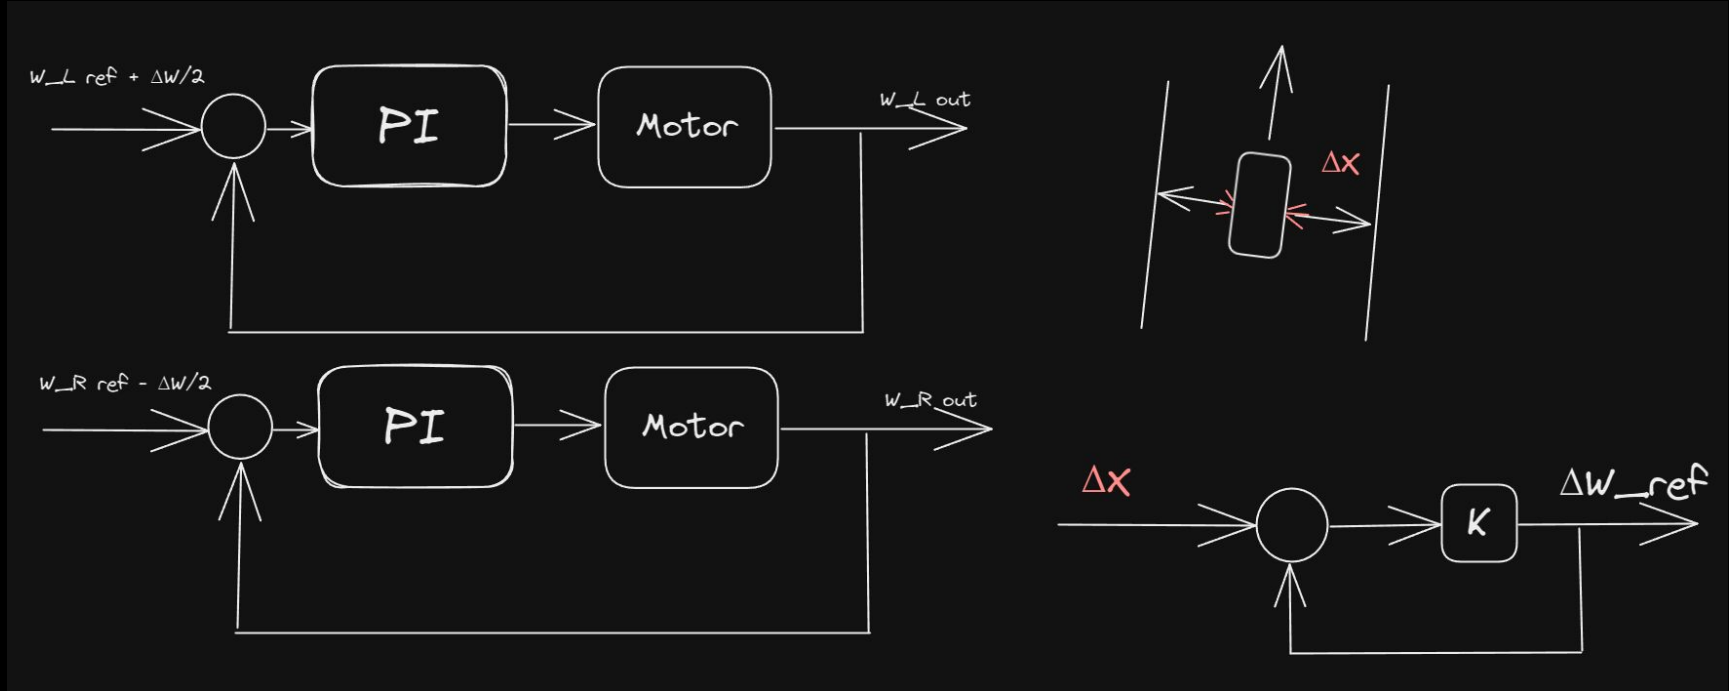 W_L ref + ΔW/2
PI
Motor
W_L out
ΔX
W_R ref - ΔW/2
PI
Motor
W_R out
ΔX
K
ΔW_ref